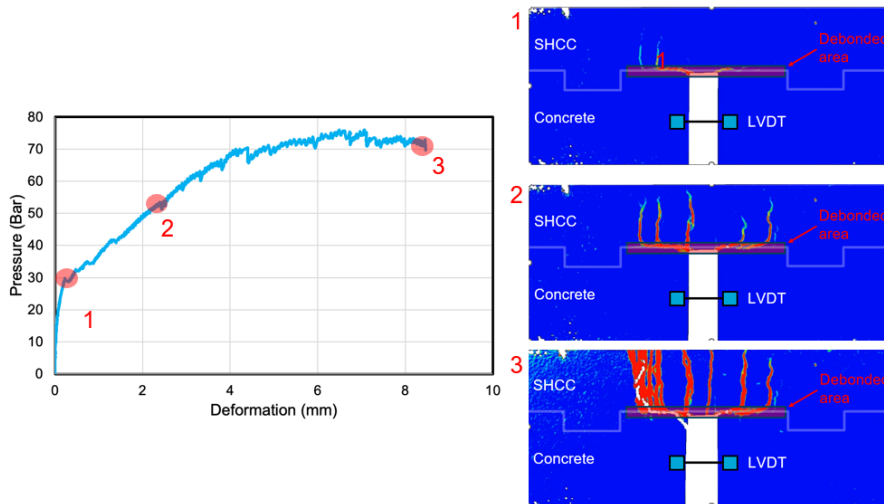 80
70
60
50
40
30
20
10
0
0
2
4
6
8
10
Pressure (Bar)
Deformation (mm)
1
2
3
1
SHCC
1
Debonded
area
Concrete
LVDT
2
SHCC
Debonded
area
Concrete
LVDT
3
SHCC
Debonded
area
Concrete
LVDT